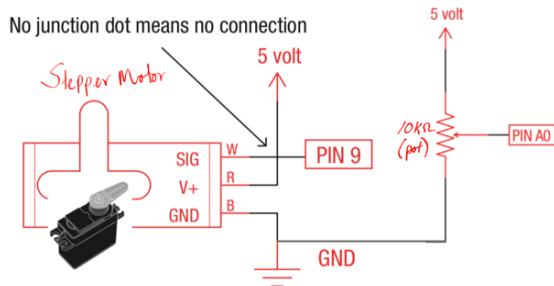 No junction dot means no connection
5 volt
5 volt
Stepper Motor
SIG
W
PIN 9
V+
R
GND
B
10KΩ
(pot)
PIN A0
GND